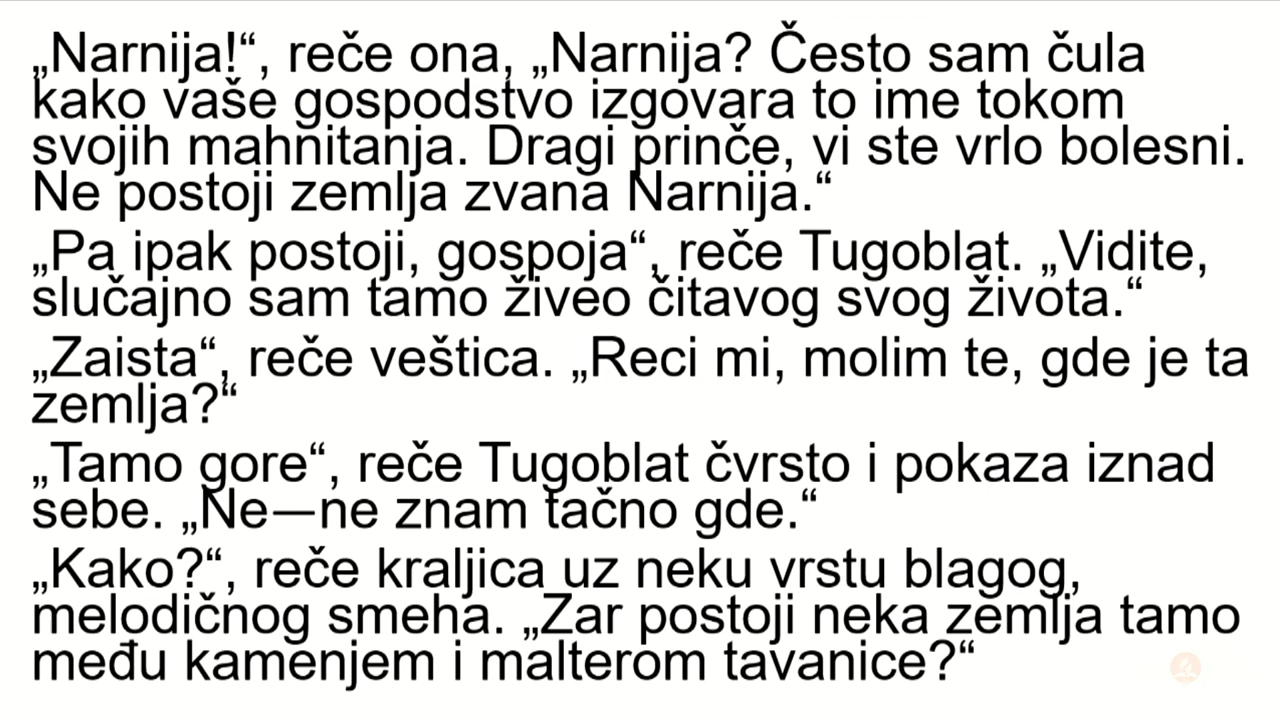 „Narnija!“, reče ona, „Narnija? Često sam čula
kako vaše gospodstvo izgovara to ime tokom
svojih mahnitanja. Dragi prinče, vi ste vrlo bolesni.
Ne postoji zemlja zvana Narnija.“
„Pa ipak postoji, gospoja“, reče Tugoblat. „Vidite,
slučajno sam tamo živeo čitavog svog života.“
„Zaista“, reče veštica. „Reci mi, molim te, gde je ta
zemlja?“
„Tamo gore“, reče Tugoblat čvrsto i pokaza iznad
sebe. „Ne—ne znam tačno gde.“
„Kako?“, reče kraljica uz neku vrstu blagog,
melodičnog smeha. „Zar postoji neka zemlja tamo
među kamenjem i malterom tavanice?“